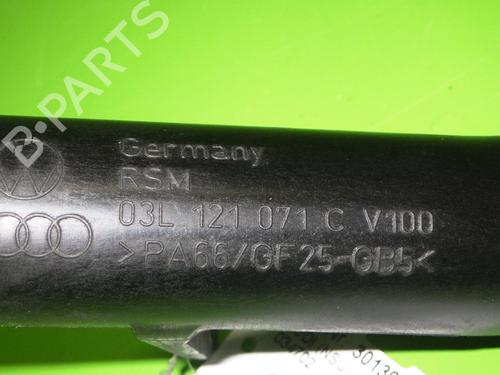 B-PARTS
Germany
RSM
03L 121 071 C V100
>PA66/GF25-GB5<